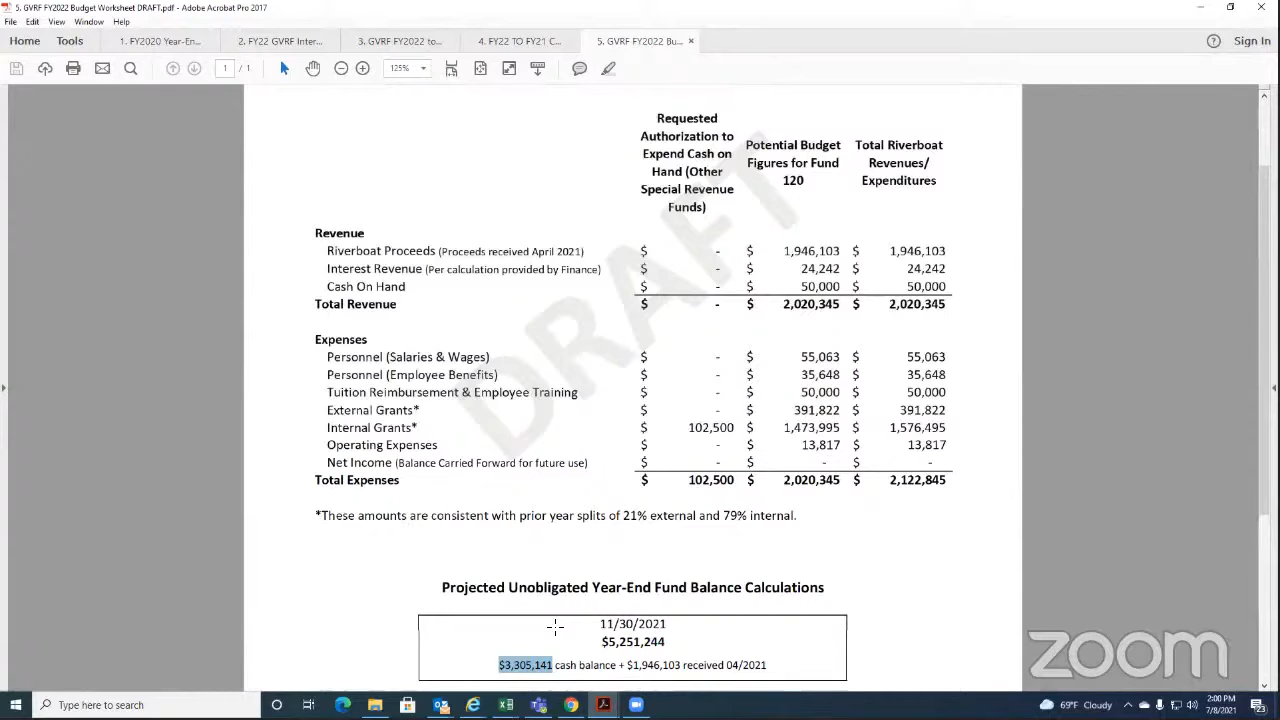 5. GVRF FY2022 Budget Worksheet DRAFT.pdf - Adobe Acrobat Pro 2017
File Edit View Window Help
Home Tools 1. FY2020 Year-En... 2. FY22 GVRF Inter... 3. GVRF FY2022 to... 4. FY22 TO FY21 C... 5. GVRF FY2022 Bu... × ? Sign In
1 / 1 125%
Requested Authorization to Expend Cash on Hand (Other Special Revenue Funds) Potential Budget Figures for Fund 120 Total Riverboat Revenues/ Expenditures
DRAFT
Revenue
Riverboat Proceeds (Proceeds received April 2021) $ - $ 1,946,103 $ 1,946,103
Interest Revenue (Per calculation provided by Finance) $ - $ 24,242 $ 24,242
Cash On Hand $ - $ 50,000 $ 50,000
Total Revenue $ - $ 2,020,345 $ 2,020,345
Expenses
Personnel (Salaries & Wages) $ - $ 55,063 $ 55,063
Personnel (Employee Benefits) $ - $ 35,648 $ 35,648
Tuition Reimbursement & Employee Training $ - $ 50,000 $ 50,000
External Grants* $ - $ 391,822 $ 391,822
Internal Grants* $ 102,500 $ 1,473,995 $ 1,576,495
Operating Expenses $ - $ 13,817 $ 13,817
Net Income (Balance Carried Forward for future use) $ - $ - $ -
Total Expenses $ 102,500 $ 2,020,345 $ 2,122,845
*These amounts are consistent with prior year splits of 21% external and 79% internal.
Projected Unobligated Year-End Fund Balance Calculations
11/30/2021
$5,251,244
$3,305,141 cash balance + $1,946,103 received 04/2021
zoom
Type here to search 69°F Cloudy 2:00 PM
7/8/2021